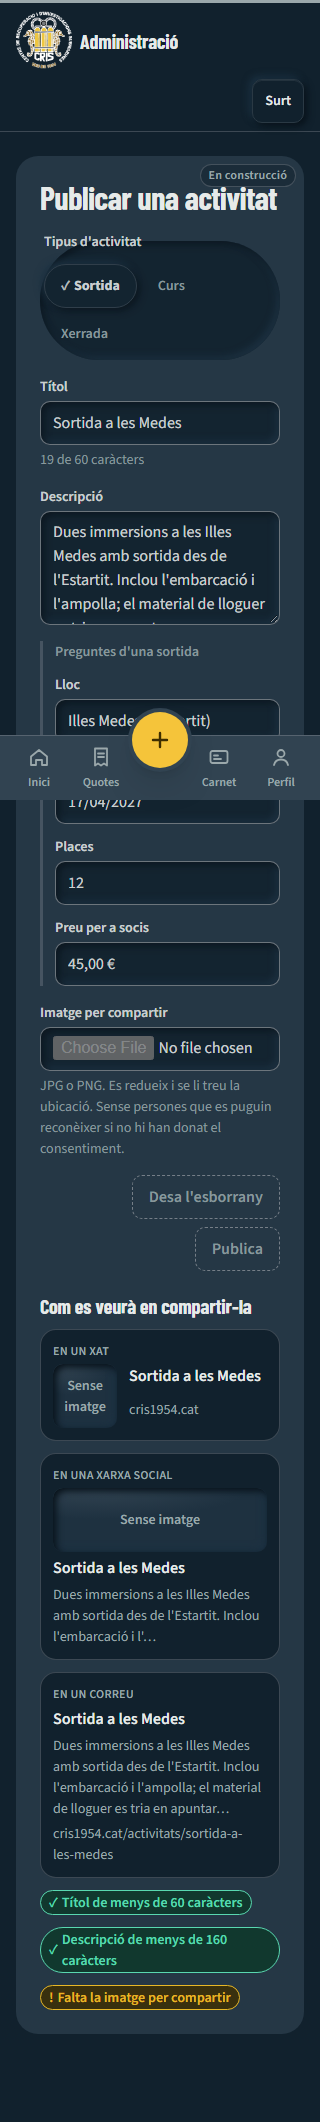 CRIS
Administració
Surt
En construcció
Publicar una activitat
Tipus d'activitat
✓ Sortida
Curs
Xerrada
Títol
Sortida a les Medes
19 de 60 caràcters
Descripció
Dues immersions a les Illes
Medes amb sortida des de
l'Estartit. Inclou l'embarcació i
l'ampolla; el material de lloguer
Preguntes d'una sortida
Lloc
Illes Medes
Inici
Quotes
+
Carnet
Perfil
17/04/2027
Places
12
Preu per a socis
45,00 €
Imatge per compartir
Choose File No file chosen
JPG o PNG. Es redueix i se li treu la
ubicació. Sense persones que es puguin
reconèixer si no hi han donat el
consentiment.
Desa l'esborrany
Publica
Com es veurà en compartir-la
EN UN XAT
Sense
imatge
Sortida a les Medes
cris1954.cat
EN UNA XARXA SOCIAL
Sense imatge
Sortida a les Medes
Dues immersions a les Illes Medes
amb sortida des de l'Estartit. Inclou
l'embarcació i l'…
EN UN CORREU
Sortida a les Medes
Dues immersions a les Illes Medes
amb sortida des de l'Estartit. Inclou
l'embarcació i l'ampolla; el material
de lloguer es tria en apuntar…
cris1954.cat/activitats/sortida-a-
les-medes
✓ Títol de menys de 60 caràcters
✓ Descripció de menys de 160
caràcters
! Falta la imatge per compartir